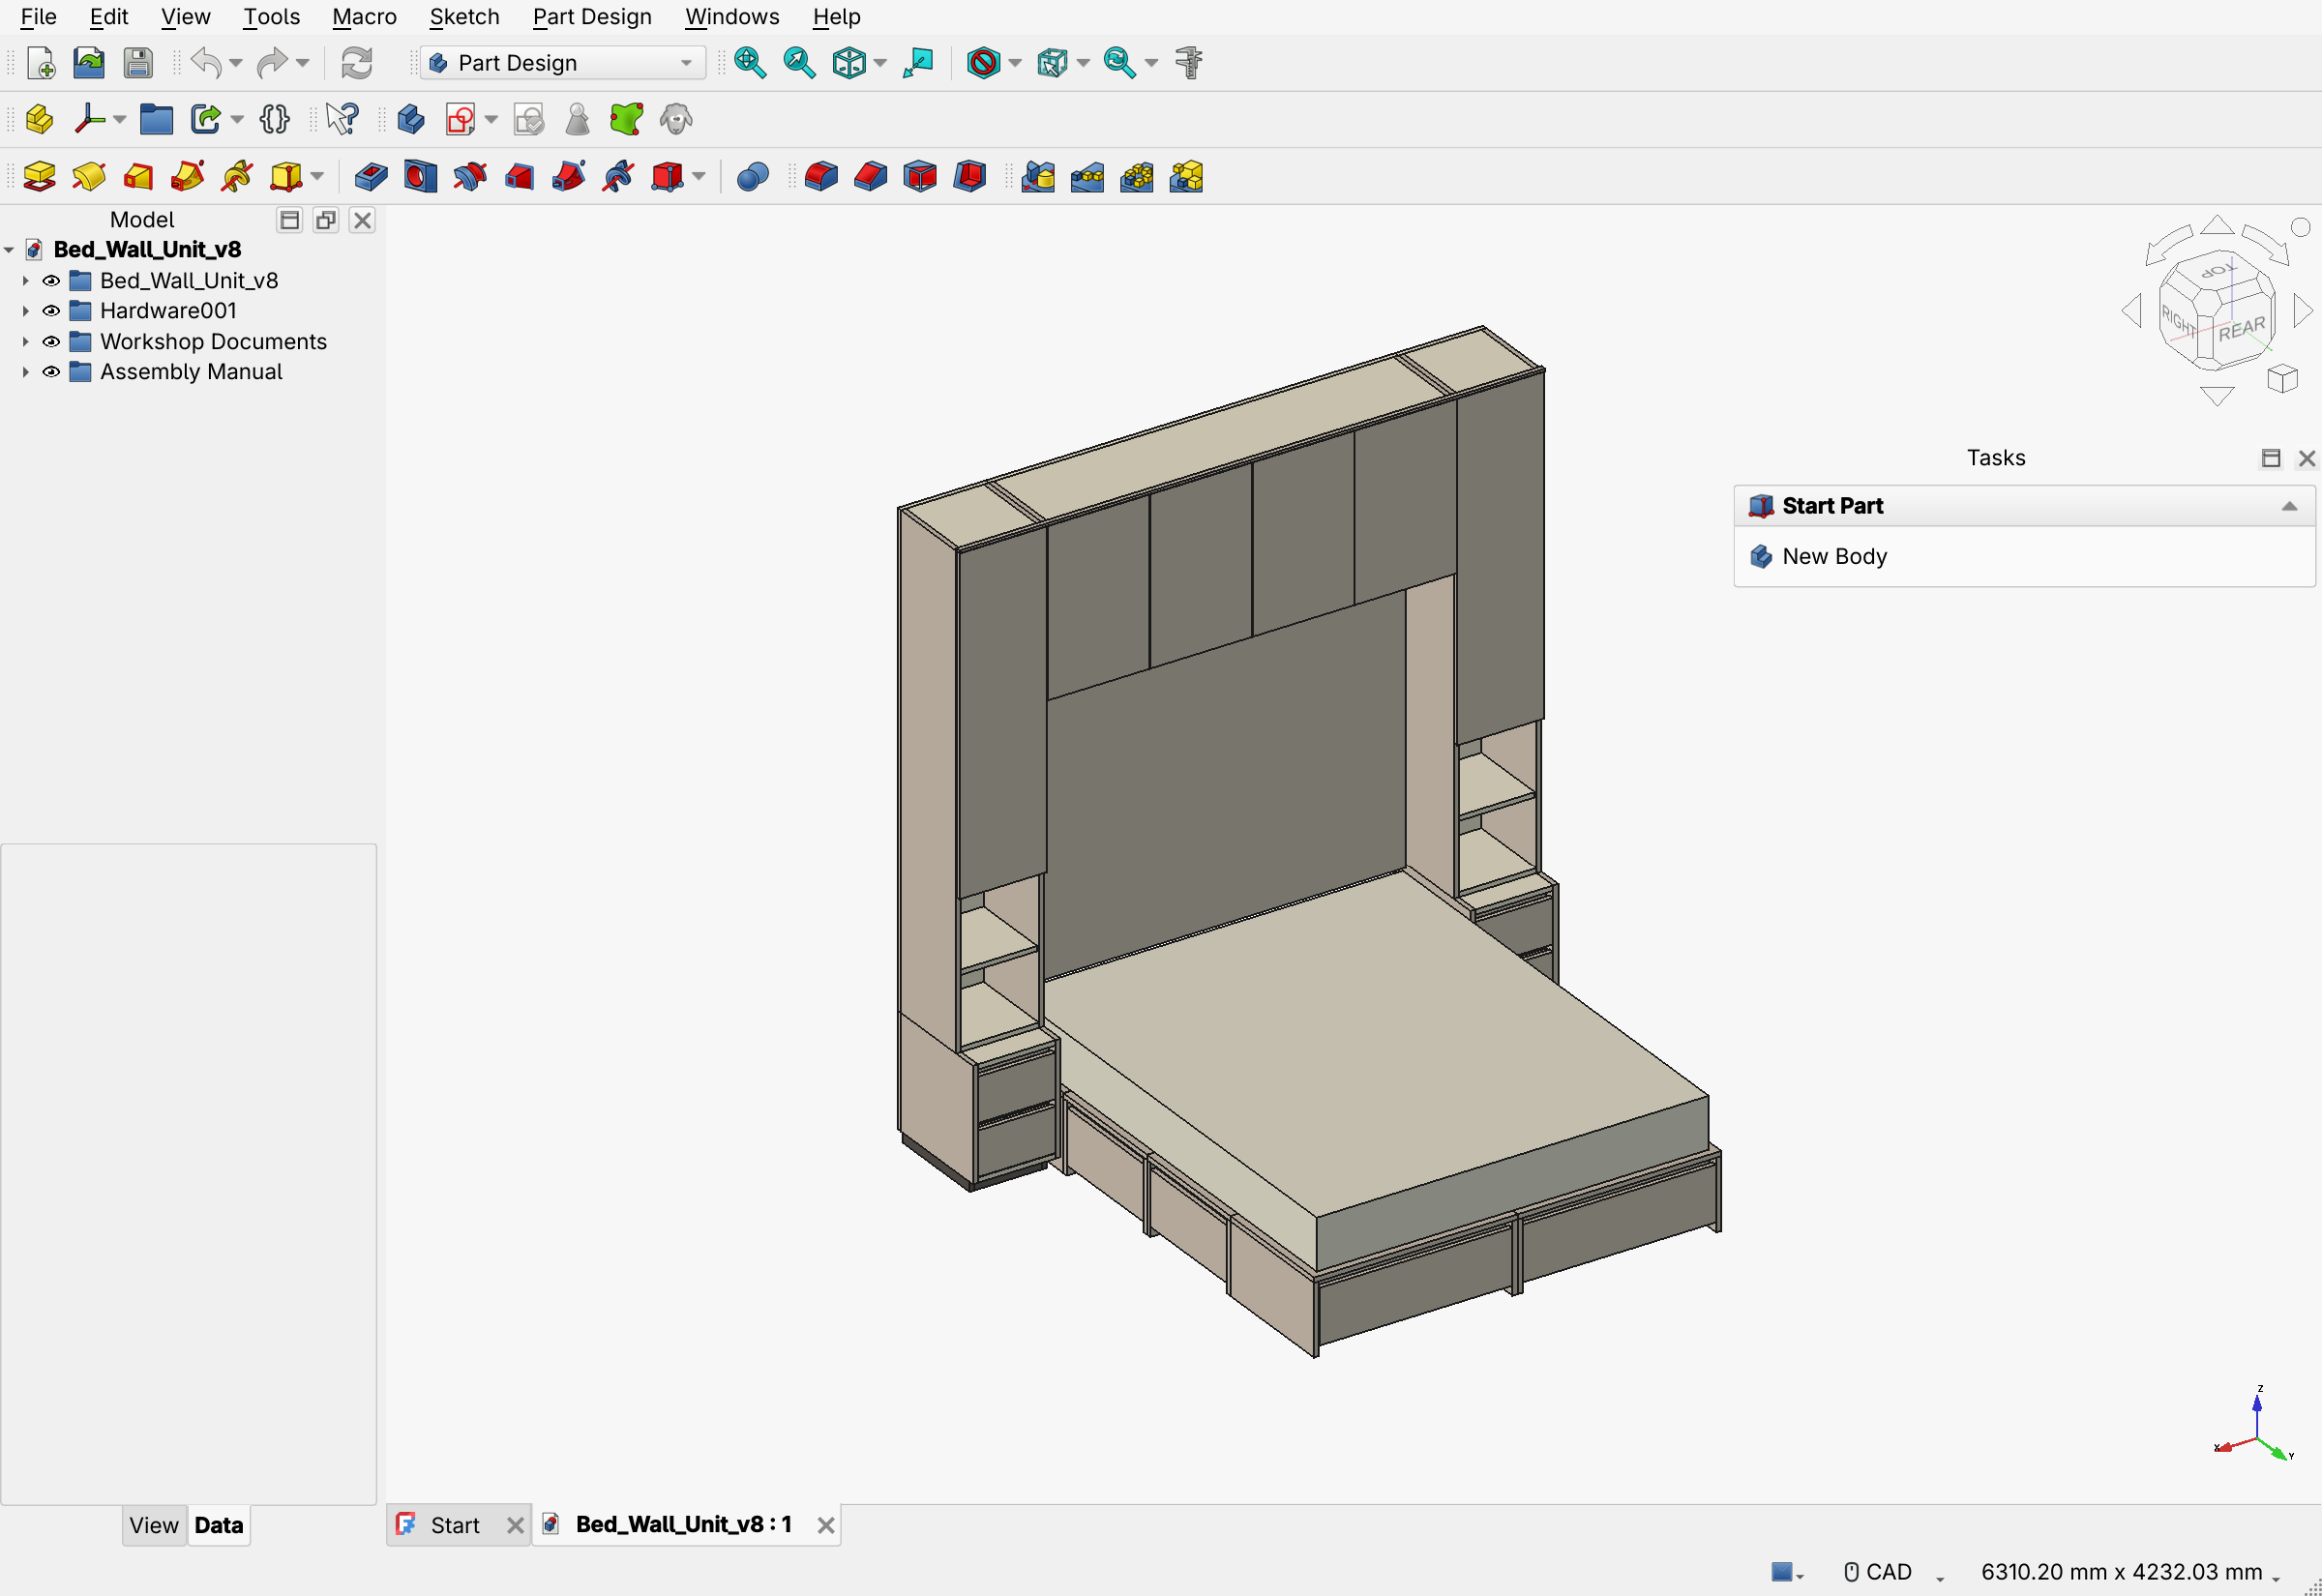 File Edit View Tools Macro Sketch Part Design Windows Help
Part Design
Model
Bed_Wall_Unit_v8
Bed_Wall_Unit_v8
Hardware001
Workshop Documents
Assembly Manual
TOP
RIGHT
REAR
Tasks
Start Part
New Body
Z
X
Y
View Data
Start
Bed_Wall_Unit_v8 : 1
CAD
6310.20 mm x 4232.03 mm